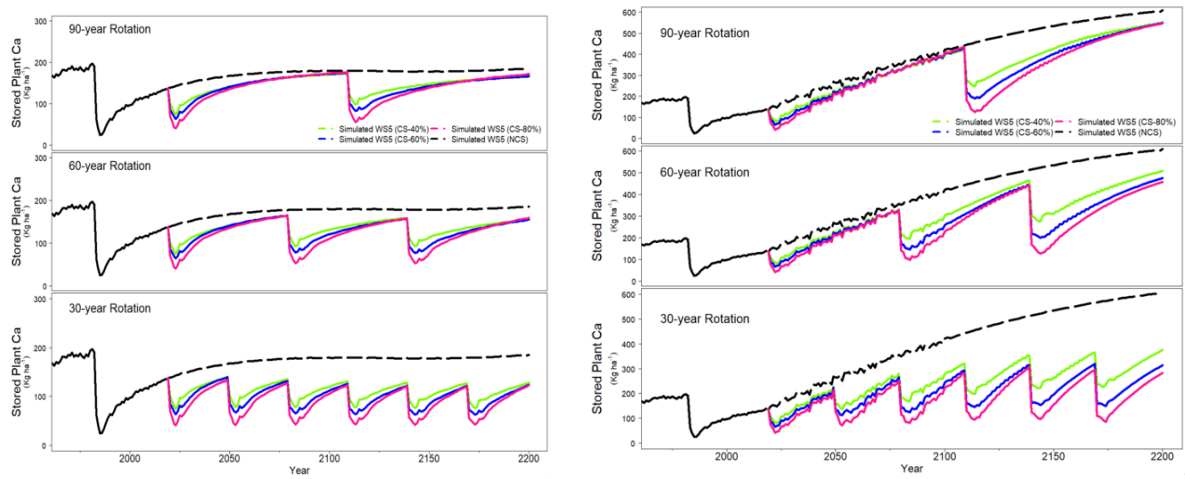 90-year Rotation
Stored Plant Ca
(Kg ha⁻¹)
300
200
100
0
Simulated WS5 (CS-40%)
Simulated WS5 (CS-80%)
Simulated WS5 (CS-60%)
Simulated WS5 (NCS)
60-year Rotation
Stored Plant Ca
(Kg ha⁻¹)
300
200
100
0
30-year Rotation
Stored Plant Ca
(Kg ha⁻¹)
300
200
100
0
2000 2050 2100 2150 2200
Year
90-year Rotation
Stored Plant Ca
(Kg ha⁻¹)
600
500
400
300
200
100
0
Simulated WS5 (CS-40%)
Simulated WS5 (CS-80%)
Simulated WS5 (CS-60%)
Simulated WS5 (NCS)
60-year Rotation
Stored Plant Ca
(Kg ha⁻¹)
600
500
400
300
200
100
0
30-year Rotation
Stored Plant Ca
(Kg ha⁻¹)
600
500
400
300
200
100
0
2000 2050 2100 2150 2200
Year